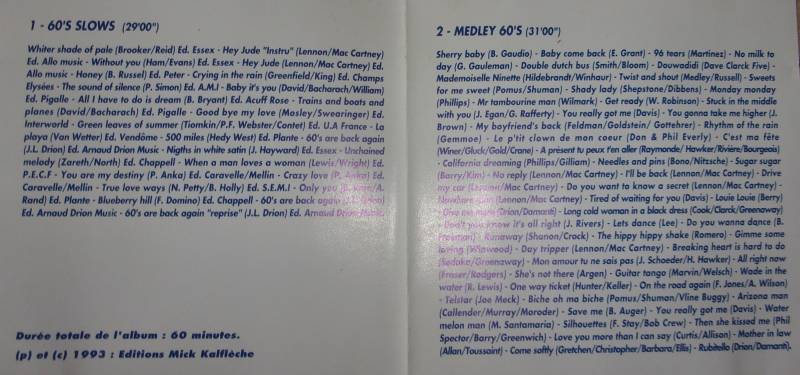 1 - 60'S SLOWS (29'00")
Whiter shade of pale (Brooker/Reid) Ed. Essex - Hey Jude "Instru" (Lennon/Mac Cartney)
Ed. Allo music - Without you (Ham/Evans) Ed. Essex - Hey Jude (Lennon/Mac Cartney) Ed.
Allo music - Honey (B. Russel) Ed. Peter - Crying in the rain (Greenfield/King) Ed. Champs
Elysées - The sound of silence (P. Simon) Ed. A.M.I - Baby it's you (David/Bacharach/William)
Ed. Pigalle - All I have to do is dream (B. Bryant) Ed. Acuff Rose - Trains and boats and
planes (David/Bacharach) Ed. Pigalle - Good bye my love (Mosley/Swearinger) Ed.
Interworld - Green leaves of summer (Tiomkin/P.F. Webster/Contet) Ed. U.A France - La
playa (Van Wetter) Ed. Vendôme - 500 miles (Hedy West) Ed. Plante - 60's are back again
(J.L. Drion) Ed. Arnaud Drion Music - Nigths in white satin (J. Hayward) Ed. Essex - Unchained
melody (Zareth/North) Ed. Chappell - When a man loves a woman (Lewis/Wright) Ed.
P.E.C.F - You are my destiny (P. Anka) Ed. Caravelle/Mellin - Crazy love (P. Anka) Ed.
Caravelle/Mellin - True love ways (N. Petty/B. Holly) Ed. S.E.M.I - Only you (B. Ram/A.
Rand) Ed. Plante - Blueberry hill (F. Domino) Ed. Chappell - 60's are back again (J.L. Drion)
Ed. Arnaud Drion Music - 60's are back again "reprise" (J.L. Drion) Ed. Arnaud Drion Music.
Durée totale de l'album : 60 minutes.
(p) et (c) 1993 : Editions Mick Kalflèche
2 - MEDLEY 60'S (31'00")
Sherry baby (B. Gaudio) - Baby come back (E. Grant) - 96 tears (Martinez) - No milk to
day (G. Gauleman) - Double dutch bus (Smith/Bloom) - Douwadidi (Dave Clarck Five) -
Mademoiselle Ninette (Hildebrandt/Winhaur) - Twist and shout (Medley/Russell) - Sweets
for me sweet (Pomus/Shuman) - Shady lady (Shepstone/Dibbens) - Monday monday
(Phillips) - Mr tambourine man (Wilmark) - Get ready (W. Robinson) - Stuck in the middle
with you (J. Egan/G. Rafferty) - You really got me (Davis) - You gonna take me higher (J.
Brown) - My boyfriend's back (Feldman/Goldstein/ Gottehrer) - Rhythm of the rain
(Gemmoe) - Le p'tit clown de mon coeur (Don & Phil Everly) - C'est ma fête
(Winer/Gluck/Gold/Crane) - A présent tu peux t'en aller (Raymonde/ Hawker/Rivière/Bourgeois)
- California dreaming (Phillips/Gilliam) - Needles and pins (Bono/Nitzsche) - Sugar sugar
(Barry/Kim) - No reply (Lennon/Mac Cartney) - I'll be back (Lennon/Mac Cartney) - Drive
my car (Lennon/Mac Cartney) - Do you want to know a secret (Lennon/Mac Cartney) -
Nowhere man (Lennon/Mac Cartney) - Tired of waiting for you (Davis) - Louie Louie (Berry)
- Give me more (Drion/Damanti) - Long cold woman in a black dress (Cook/Clarck/Greenaway)
- Don't you know it's all right (J. Rivers) - Lets dance (Lee) - Do you wanna dance (B.
Freeman) - Runaway (Shanon/Crock) - The hippy hippy shake (Romero) - Gimme some
loving (Winwood) - Day tripper (Lennon/Mac Cartney) - Breaking heart is hard to do
(Sedaka/Greenaway) - Mon amour tu ne sais pas (J. Schoeder/H. Hawker) - All right now
(Fraser/Rodgers) - She's not there (Argen) - Guitar tango (Marvin/Welsch) - Wade in the
water (R. Lewis) - One way ticket (Hunter/Keller) - On the road again (F. Jones/A. Wilson)
- Telstar (Joe Meck) - Biche oh ma biche (Pomus/Shuman/Vline Buggy) - Arizona man
(Callender/Murray/Moroder) - Save me (B. Auger) - You really got me (Davis) - Water
melon man (M. Santamaria) - Silhouettes (F. Stay/Bob Crew) - Then she kissed me (Phil
Spector/Barry/Greenwich) - Love you more than I can say (Curtis/Allison) - Mother in law
(Allan/Toussaint) - Come softly (Gretchen/Christopher/Barbara/Ellis) - Rubitello (Drion/Damanti).